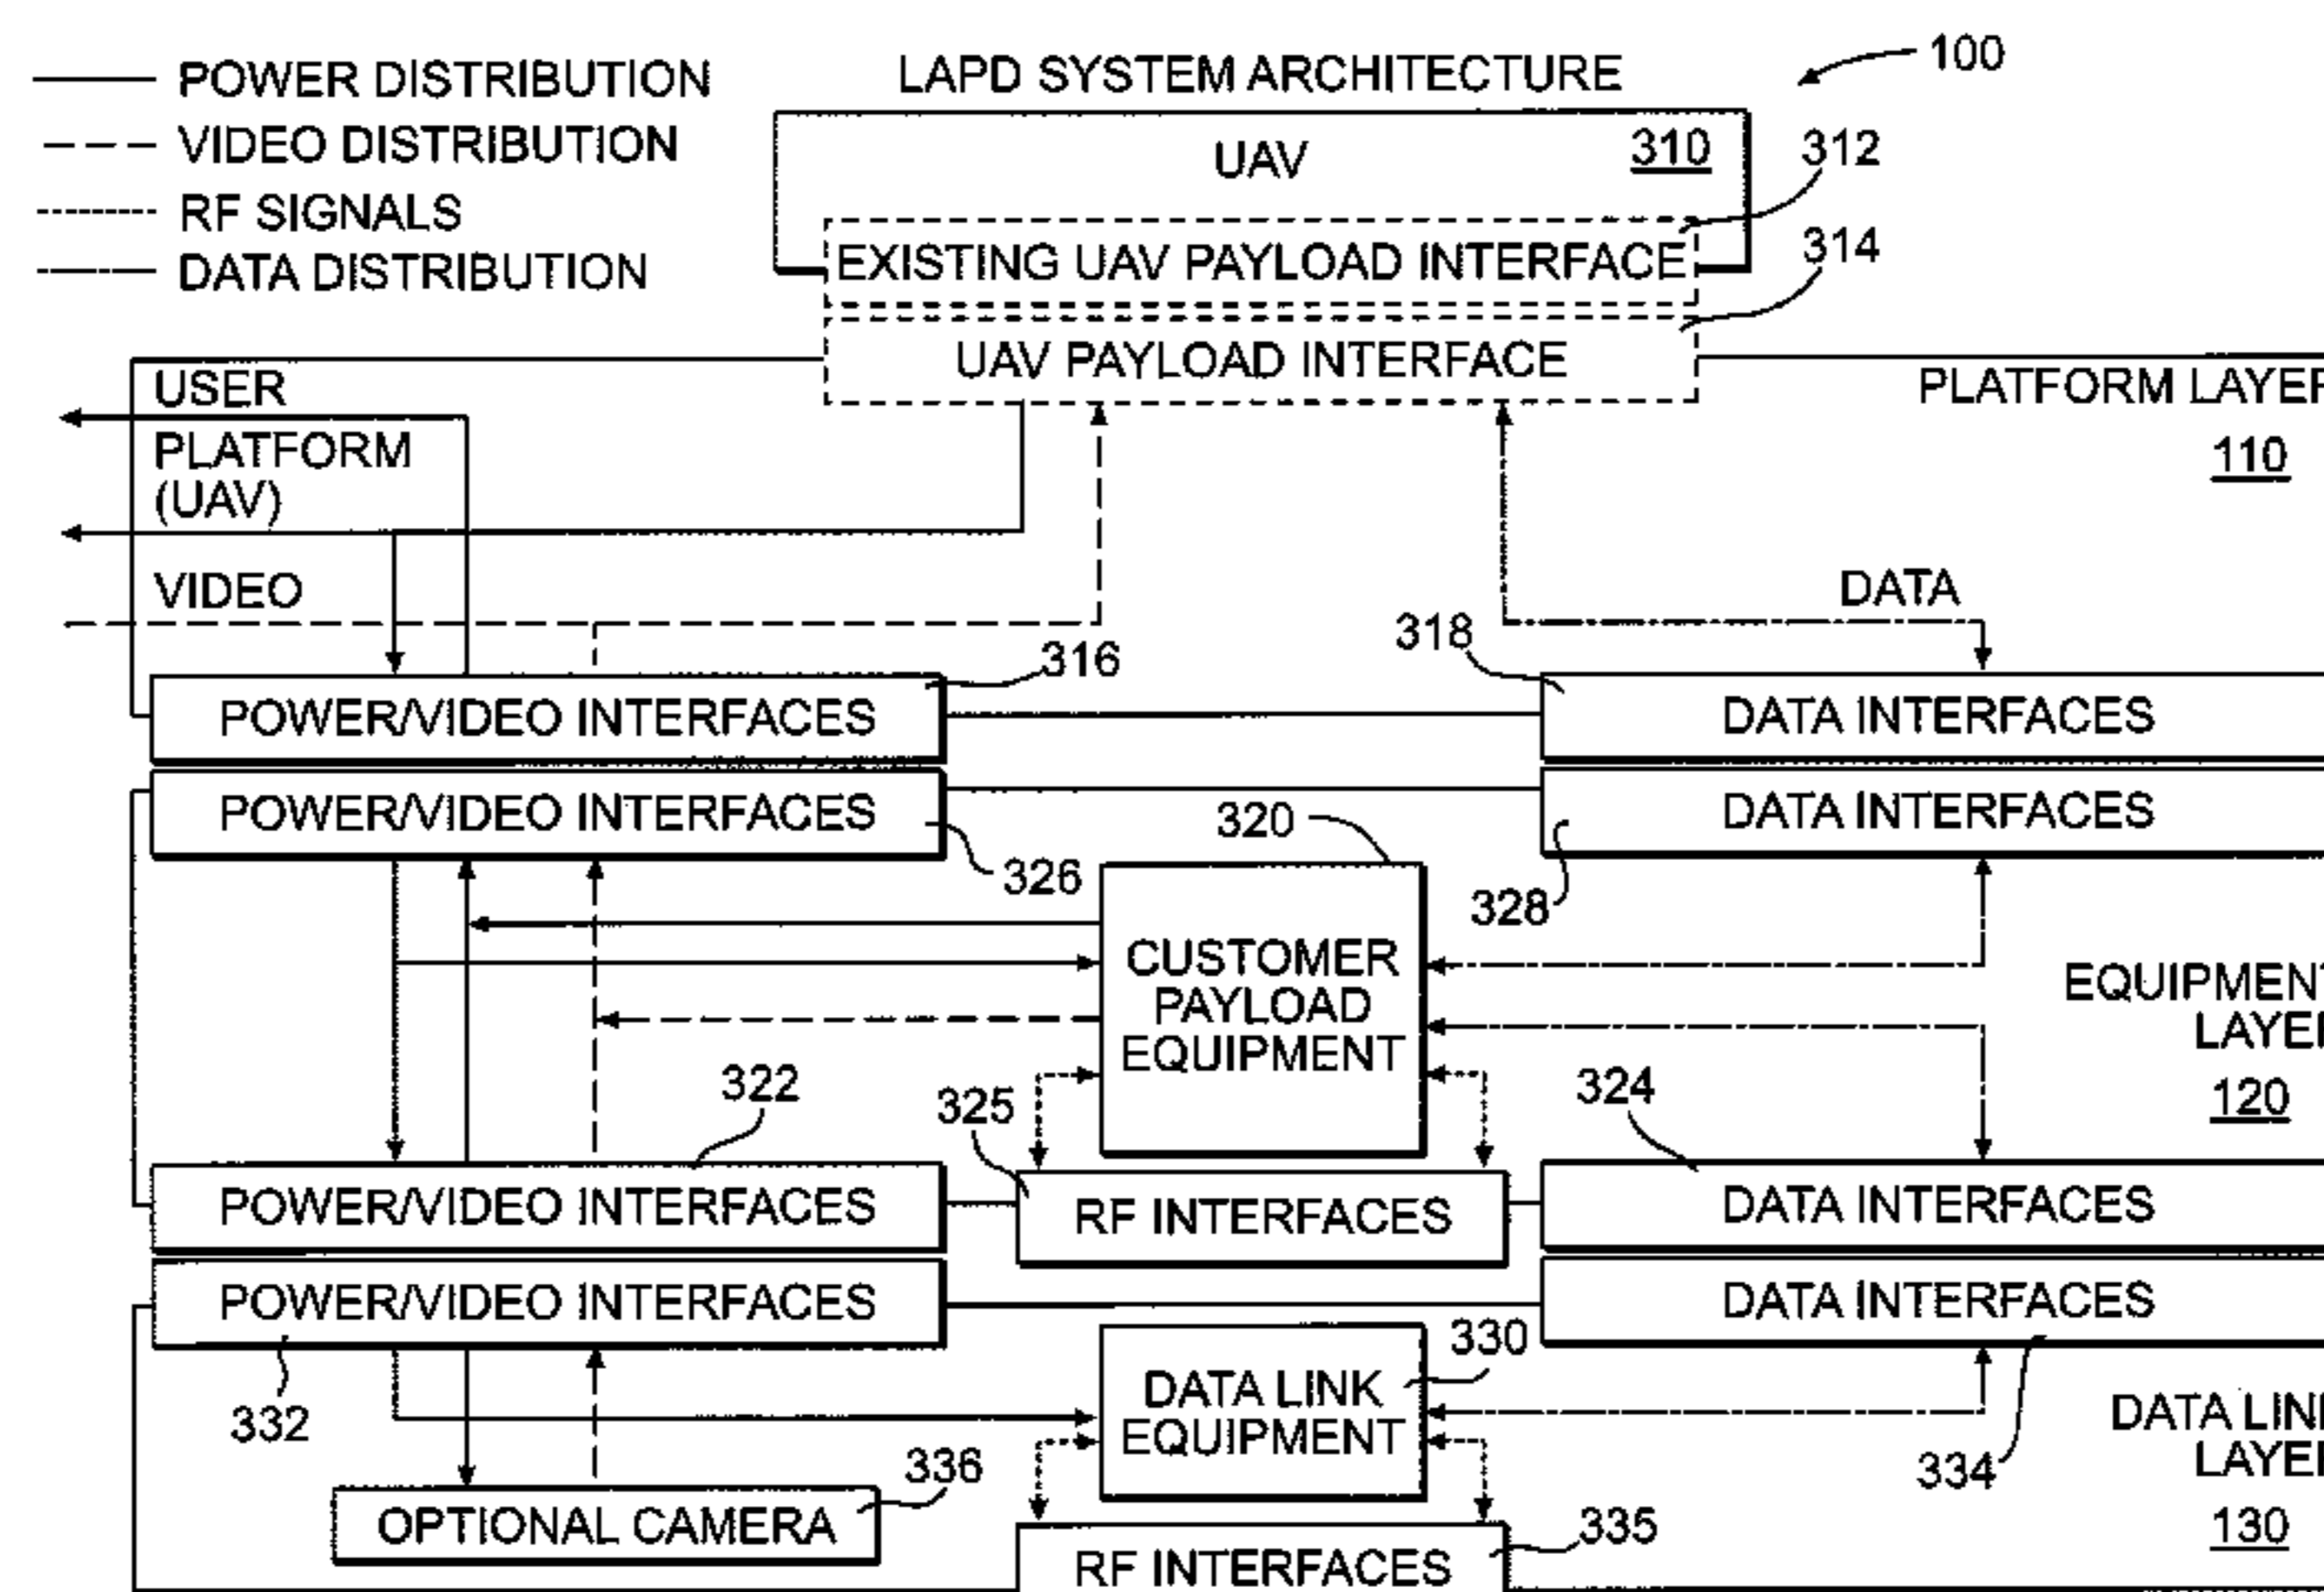 POWER DISTRIBUTION
VIDEO DISTRIBUTION
RF SIGNALS
DATA DISTRIBUTION
LAPD SYSTEM ARCHITECTURE
100
UAV
310
312
EXISTING UAV PAYLOAD INTERFACE
314
UAV PAYLOAD INTERFACE
USER
PLATFORM
(UAV)
VIDEO
PLATFORM LAYER
110
DATA
316
318
POWER/VIDEO INTERFACES
DATA INTERFACES
POWER/VIDEO INTERFACES
DATA INTERFACES
320
326
328
CUSTOMER
PAYLOAD
EQUIPMENT
EQUIPMENT
LAYER
120
322
325
324
POWER/VIDEO INTERFACES
RF INTERFACES
DATA INTERFACES
POWER/VIDEO INTERFACES
DATA INTERFACES
332
330
DATA LINK
EQUIPMENT
334
DATA LINK
LAYER
130
336
OPTIONAL CAMERA
335
RF INTERFACES